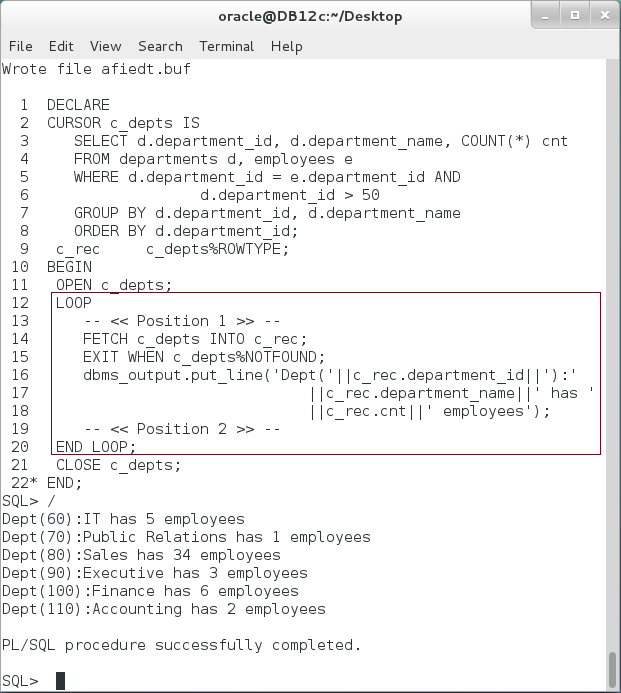 oracle@DB12c:~/Desktop
File Edit View Search Terminal Help
Wrote file afiedt.buf
  1  DECLARE
  2  CURSOR c_depts IS
  3     SELECT d.department_id, d.department_name, COUNT(*) cnt
  4     FROM departments d, employees e
  5     WHERE d.department_id = e.department_id AND
  6                   d.department_id > 50
  7     GROUP BY d.department_id, d.department_name
  8     ORDER BY d.department_id;
  9   c_rec     c_depts%ROWTYPE;
 10  BEGIN
 11   OPEN c_depts;
 12   LOOP
 13      -- << Position 1 >> --
 14      FETCH c_depts INTO c_rec;
 15      EXIT WHEN c_depts%NOTFOUND;
 16      dbms_output.put_line('Dept('||c_rec.department_id||'):'
 17                               ||c_rec.department_name||' has '
 18                               ||c_rec.cnt||' employees');
 19      -- << Position 2 >> --
 20   END LOOP;
 21   CLOSE c_depts;
 22* END;
SQL> /
Dept(60):IT has 5 employees
Dept(70):Public Relations has 1 employees
Dept(80):Sales has 34 employees
Dept(90):Executive has 3 employees
Dept(100):Finance has 6 employees
Dept(110):Accounting has 2 employees
PL/SQL procedure successfully completed.
SQL>